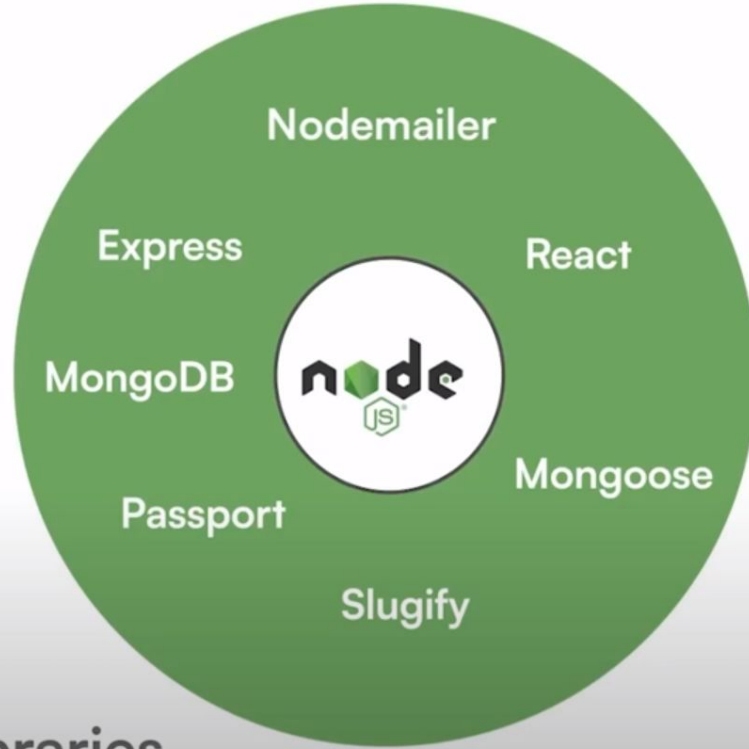 Nodemailer
Express
React
node
JS
MongoDB
Mongoose
Passport
Slugify